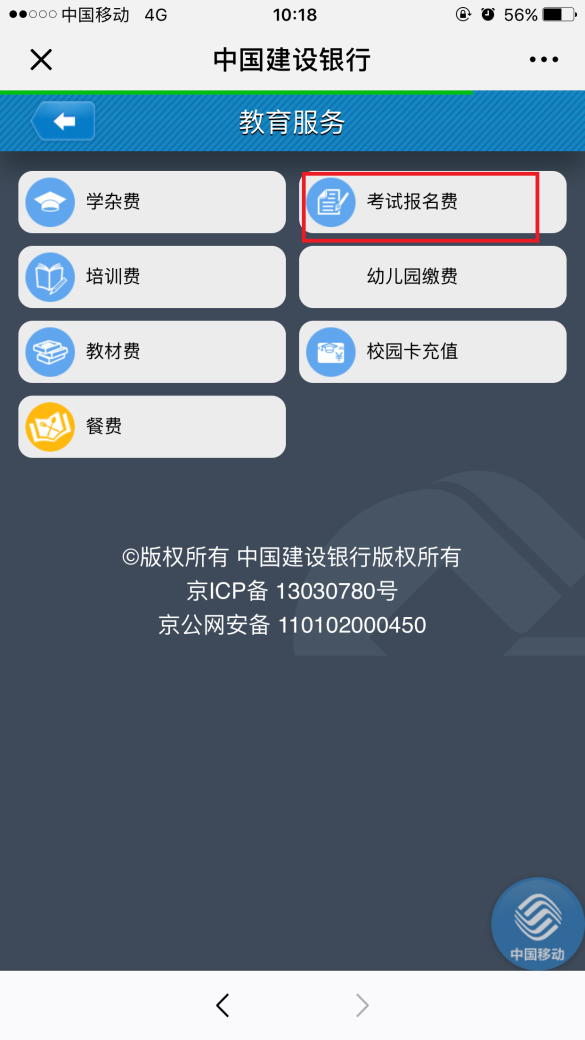 中国移动 4G 10:18 56%
中国建设银行
教育服务
学杂费 考试报名费
培训费 幼儿园缴费
教材费 校园卡充值
餐费
©版权所有 中国建设银行版权所有
京ICP备 13030780号
京公网安备 110102000450
中国移动